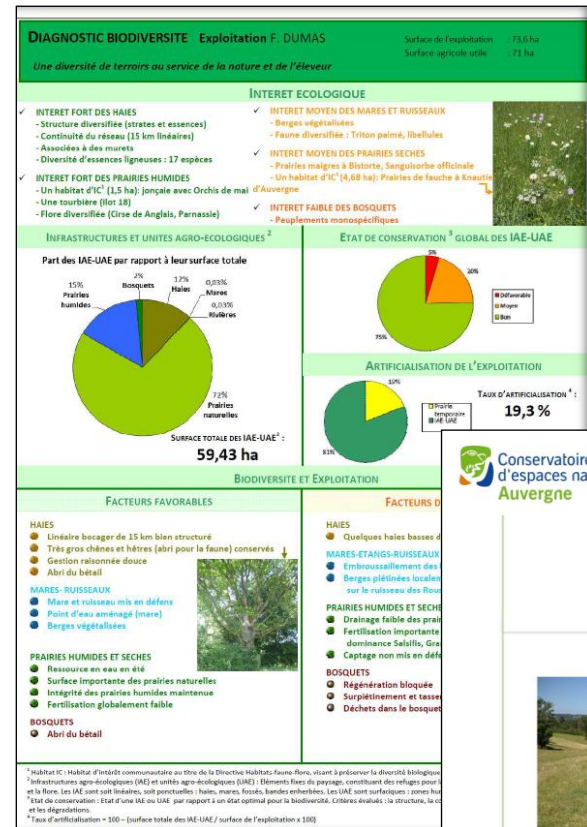 DIAGNOSTIC BIODIVERSITE Exploitation F. DUMAS
Surface de l'exploitation : 73,6 ha
Surface agricole utile : 71 ha
Une diversité de terroirs au service de la nature et de l'éleveur
INTERET ECOLOGIQUE
✓ INTERET FORT DES HAIES
- Structure diversifiée (strates et essences)
- Continuité du réseau (15 km linéaires)
- Associées à des murets
- Diversité d'essences ligneuses : 17 espèces
✓ INTERET FORT DES PRAIRIES HUMIDES
- Un habitat d'IC¹ (1,5 ha): jonçaie avec Orchis de mai
- Une tourbière (ilot 18)
- Flore diversifiée (Cirse de Anglais, Parnassie)
✓ INTERET MOYEN DES MARES ET RUISSEAUX
- Berges végétalisées
- Faune diversifiée : Triton palmé, libellules
✓ INTERET MOYEN DES PRAIRIES SECHES
- Prairies maigres à Bistorte, Sanguisorbe officinale
- Un habitat d'IC¹ (4,68 ha): Prairies de fauche à Knautie
d'Auvergne
✓ INTERET FAIBLE DES BOSQUETS
- Peuplements monospécifiques
INFRASTRUCTURES ET UNITES AGRO-ECOLOGIQUES ²
Part des IAE-UAE par rapport à leur surface totale
15%
Prairies
humides
2%
Bosquets
12%
Haies
0,03%
Mares
0,03%
Rivières
72%
Prairies
naturelles
SURFACE TOTALE DES IAE-UAE² :
59,43 ha
ETAT DE CONSERVATION ³ GLOBAL DES IAE-UAE
5%
20%
75%
Défavorable
Moyen
Bon
ARTIFICIALISATION DE L'EXPLOITATION
19%
81%
Prairie
temporaire
IAE-UAE
TAUX D'ARTIFICIALISATION ⁴ :
19,3 %
BIODIVERSITE ET EXPLOITATION
FACTEURS FAVORABLES
HAIES
Linéaire bocager de 15 km bien structuré
Très gros chênes et hêtres (abri pour la faune) conservés
Gestion raisonnée douce
Abri du bétail
MARES- RUISSEAUX
Mare et ruisseau mis en défens
Point d'eau aménagé (mare)
Berges végétalisées
PRAIRIES HUMIDES ET SECHES
Ressource en eau en été
Surface importante des prairies naturelles
Intégrité des prairies humides maintenue
Fertilisation globalement faible
BOSQUETS
Abri du bétail
FACTEURS D
HAIES
Quelques haies basses d
MARES-ETANGS-RUISSEAUX
Embroussaillement des
Berges piétinées localem
sur le ruisseau des Rou
PRAIRIES HUMIDES ET SECHE
Drainage faible des prai
Fertilisation importante
dominance Salsifis, Gra
Captage non mis en défe
BOSQUETS
Régénération bloquée
Surpiétinement et tasse
Déchets dans le bosquet
Conservatoire
d'espaces na
Auvergne
¹ Habitat IC : Habitat d'intérêt communautaire au titre de la Directive Habitats-faune-flore, visant à préserver la diversité biologique
² Infrastructures agro-écologiques (IAE) et unités agro-écologiques (UAE) : Eléments fixes du paysage, constituant des refuges pour l
et la flore. Les IAE sont soit linéaires, soit ponctuelles : haies, mares, fossés, bandes enherbées. Les UAE sont surfaciques : zones hum
³ Etat de conservation : Etat d'une IAE ou UAE par rapport à un état optimal pour la biodiversité. Critères évalués : la structure, la co
et les dégradations.
⁴ Taux d'artificialisation = 100 – (surface totale des IAE-UAE / surface de l'exploitation x 100)